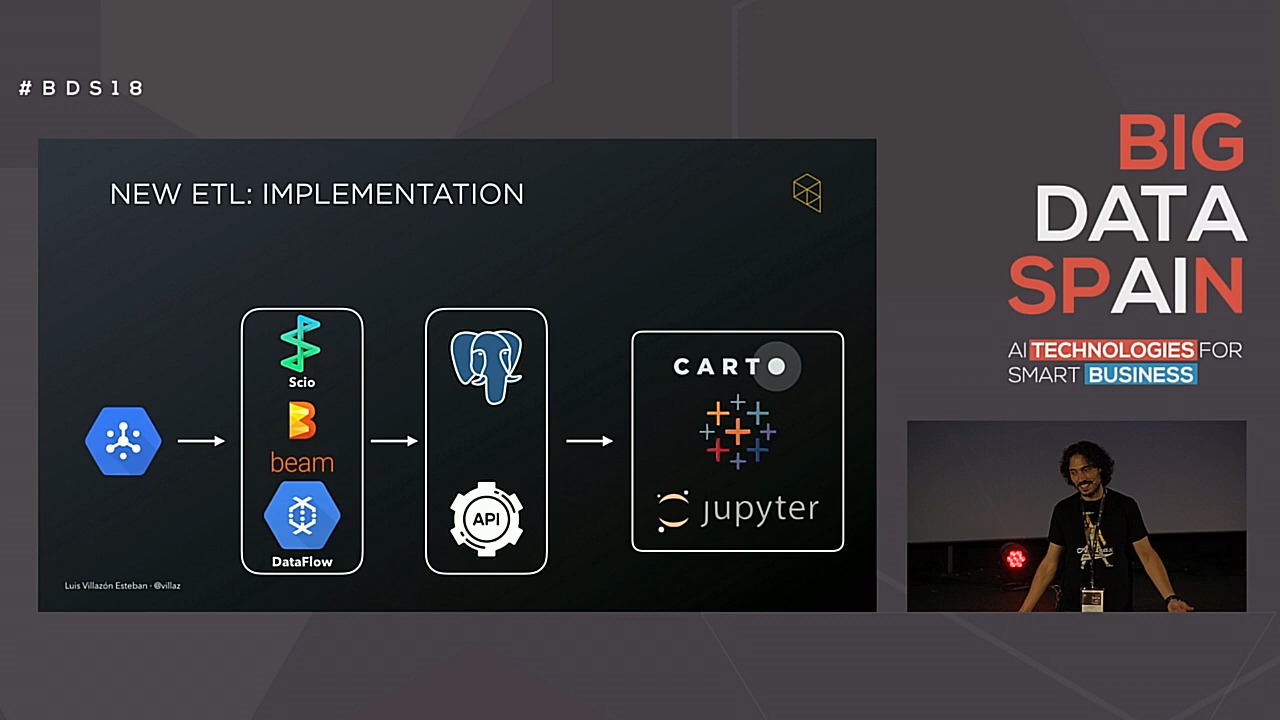 #BDS18
NEW ETL: IMPLEMENTATION
Scio
beam
DataFlow
API
CARTO
jupyter
Luis Villazón Esteban - @villaz
BIG
DATA
SPAIN
AI TECHNOLOGIES FOR
SMART BUSINESS